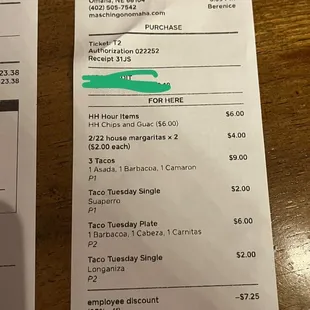 Omaha, NE 68104
(402) 505-7542
maschingonomaha.com
Berenice
PURCHASE
Ticket: T2
Authorization 022252
Receipt 31JS
FOR HERE
HH Hour Items $6.00
HH Chips and Guac ($6.00)
2/22 house margaritas x 2 $4.00
($2.00 each)
3 Tacos $9.00
1 Asada, 1 Barbacoa, 1 Camaron
P1
Taco Tuesday Single $2.00
Suaperro
P1
Taco Tuesday Plate $6.00
1 Barbacoa, 1 Cabeza, 1 Carnitas
P2
Taco Tuesday Single $2.00
Longaniza
P2
employee discount -$7.25
23.38
23.38